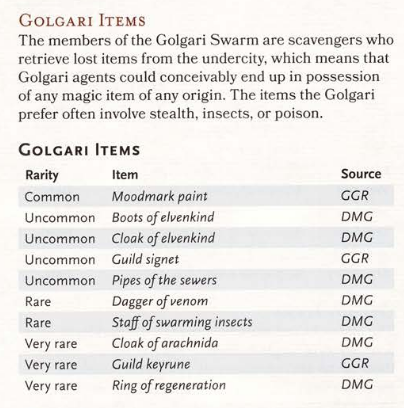 Golgari Items
The members of the Golgari Swarm are scavengers who
retrieve lost items from the undercity, which means that
Golgari agents could conceivably end up in possession
of any magic item of any origin. The items the Golgari
prefer often involve stealth, insects, or poison.
Golgari Items
Rarity Item Source
Common Moodmark paint GGR
Uncommon Boots of elvenkind DMG
Uncommon Cloak of elvenkind DMG
Uncommon Guild signet GGR
Uncommon Pipes of the sewers DMG
Rare Dagger of venom DMG
Rare Staff of swarming insects DMG
Very rare Cloak of arachnida DMG
Very rare Guild keyrune GGR
Very rare Ring of regeneration DMG